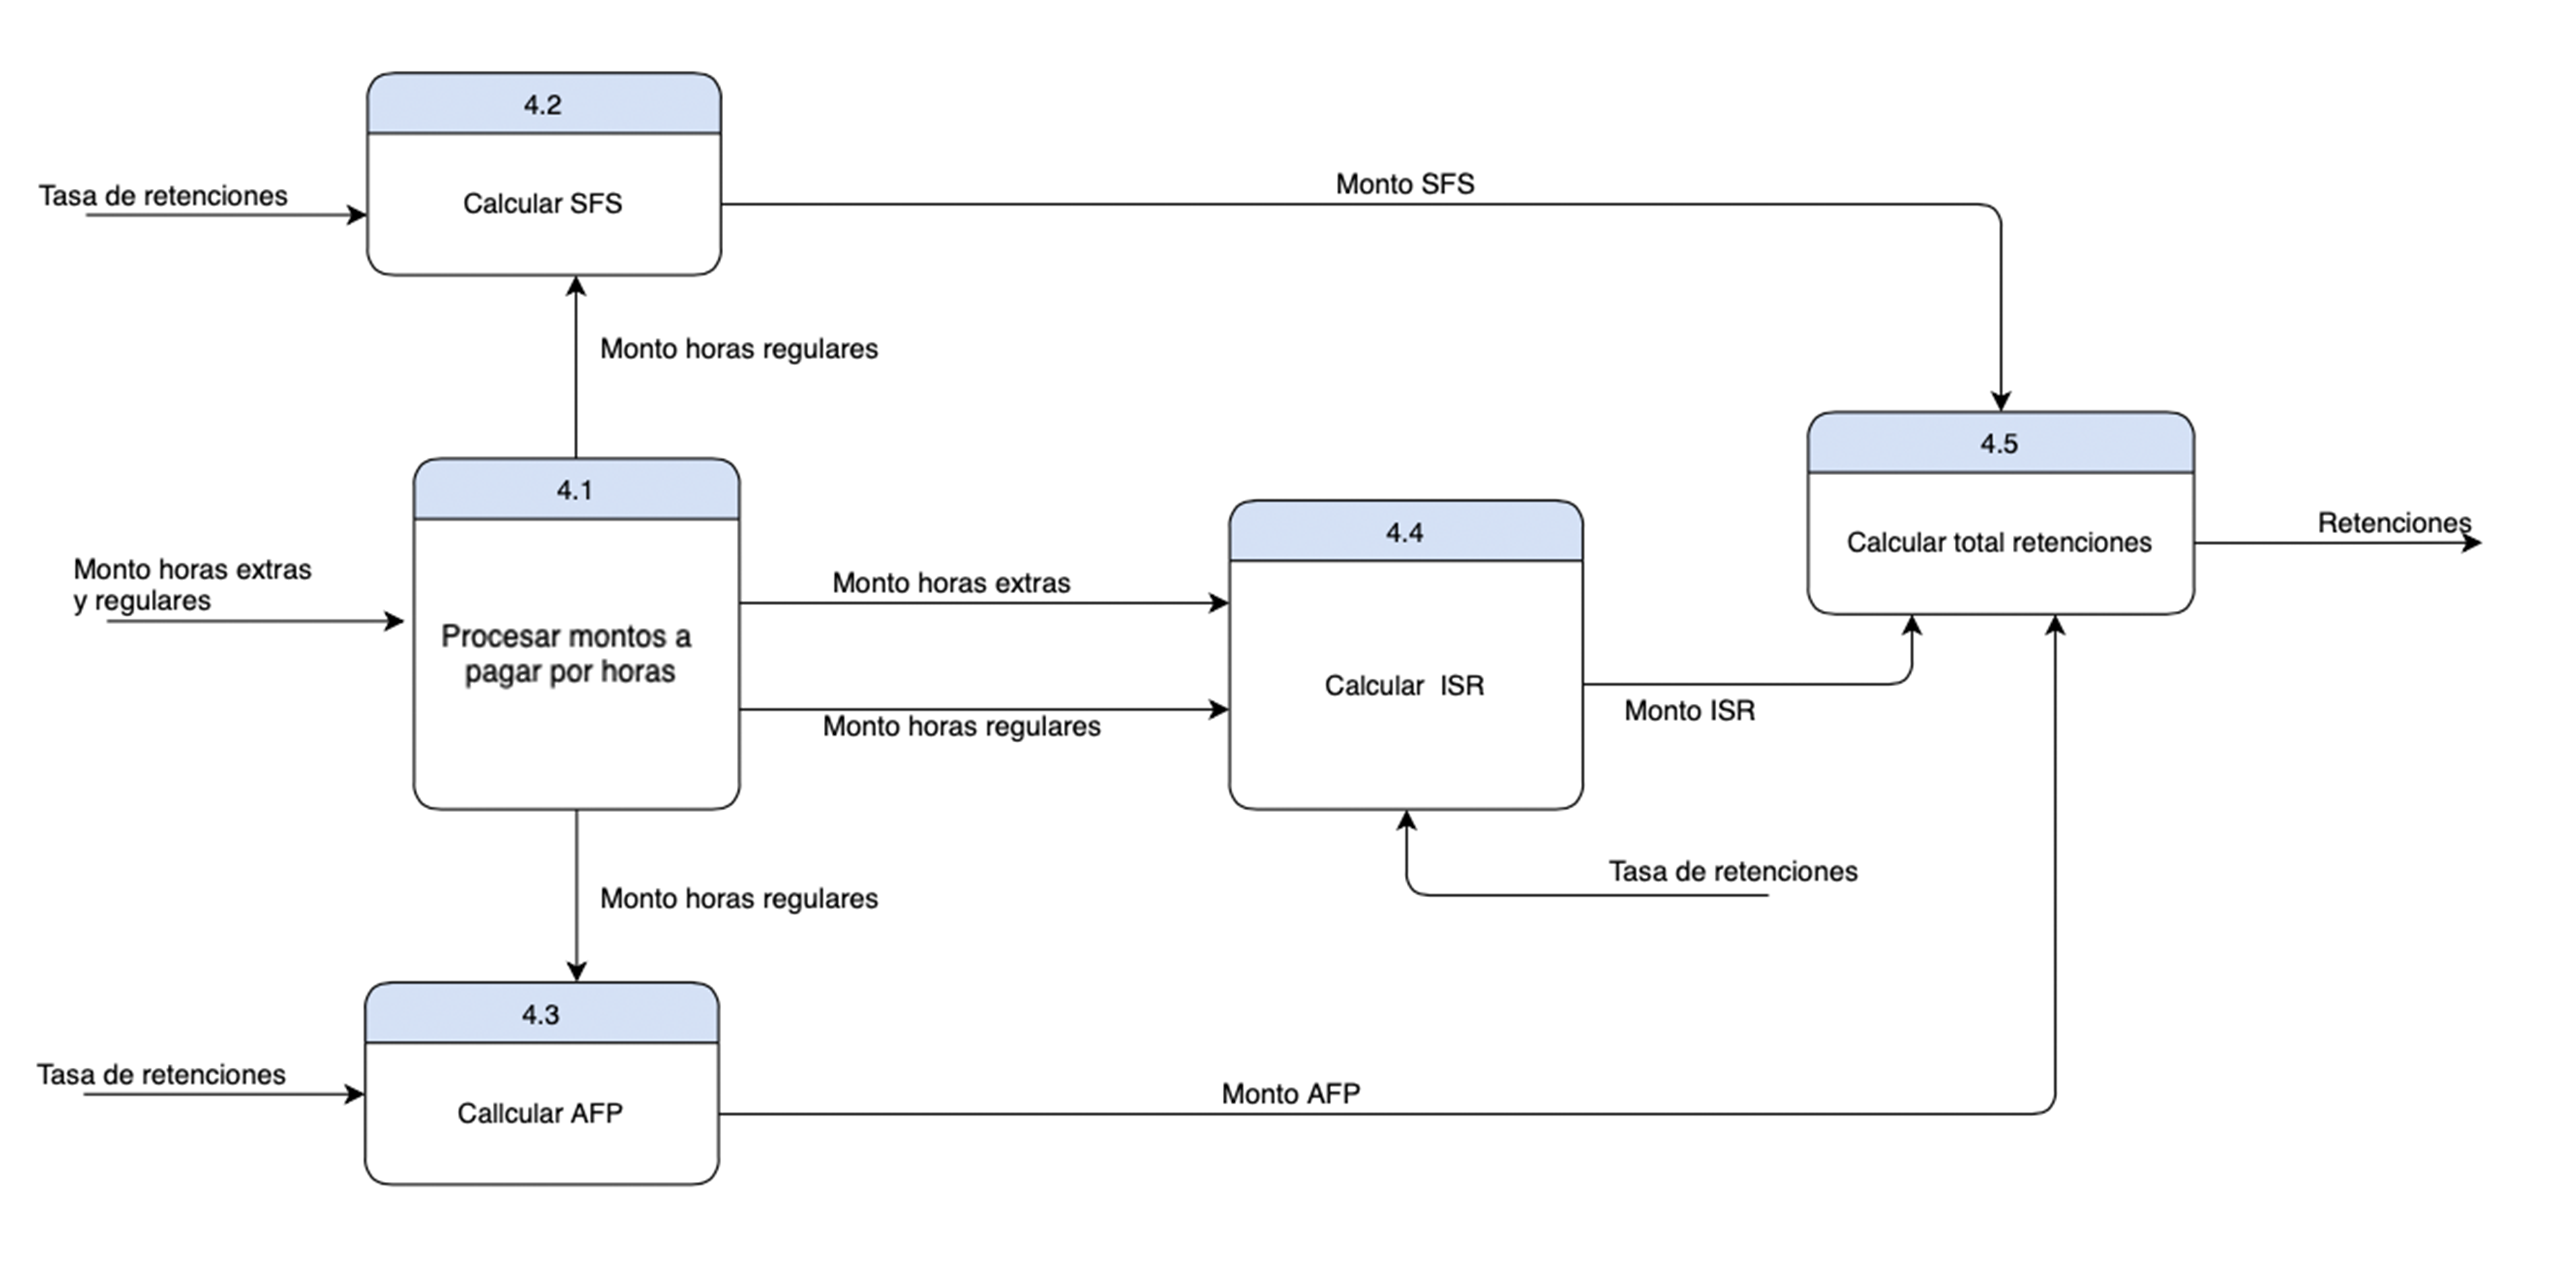 4.2
Tasa de retenciones
Calcular SFS
Monto SFS
Monto horas regulares
4.1
Monto horas extras
y regulares
Procesar montos a
pagar por horas
Monto horas extras
Monto horas regulares
4.4
Calcular  ISR
4.5
Calcular total retenciones
Retenciones
Monto ISR
Tasa de retenciones
Monto horas regulares
4.3
Tasa de retenciones
Callcular AFP
Monto AFP